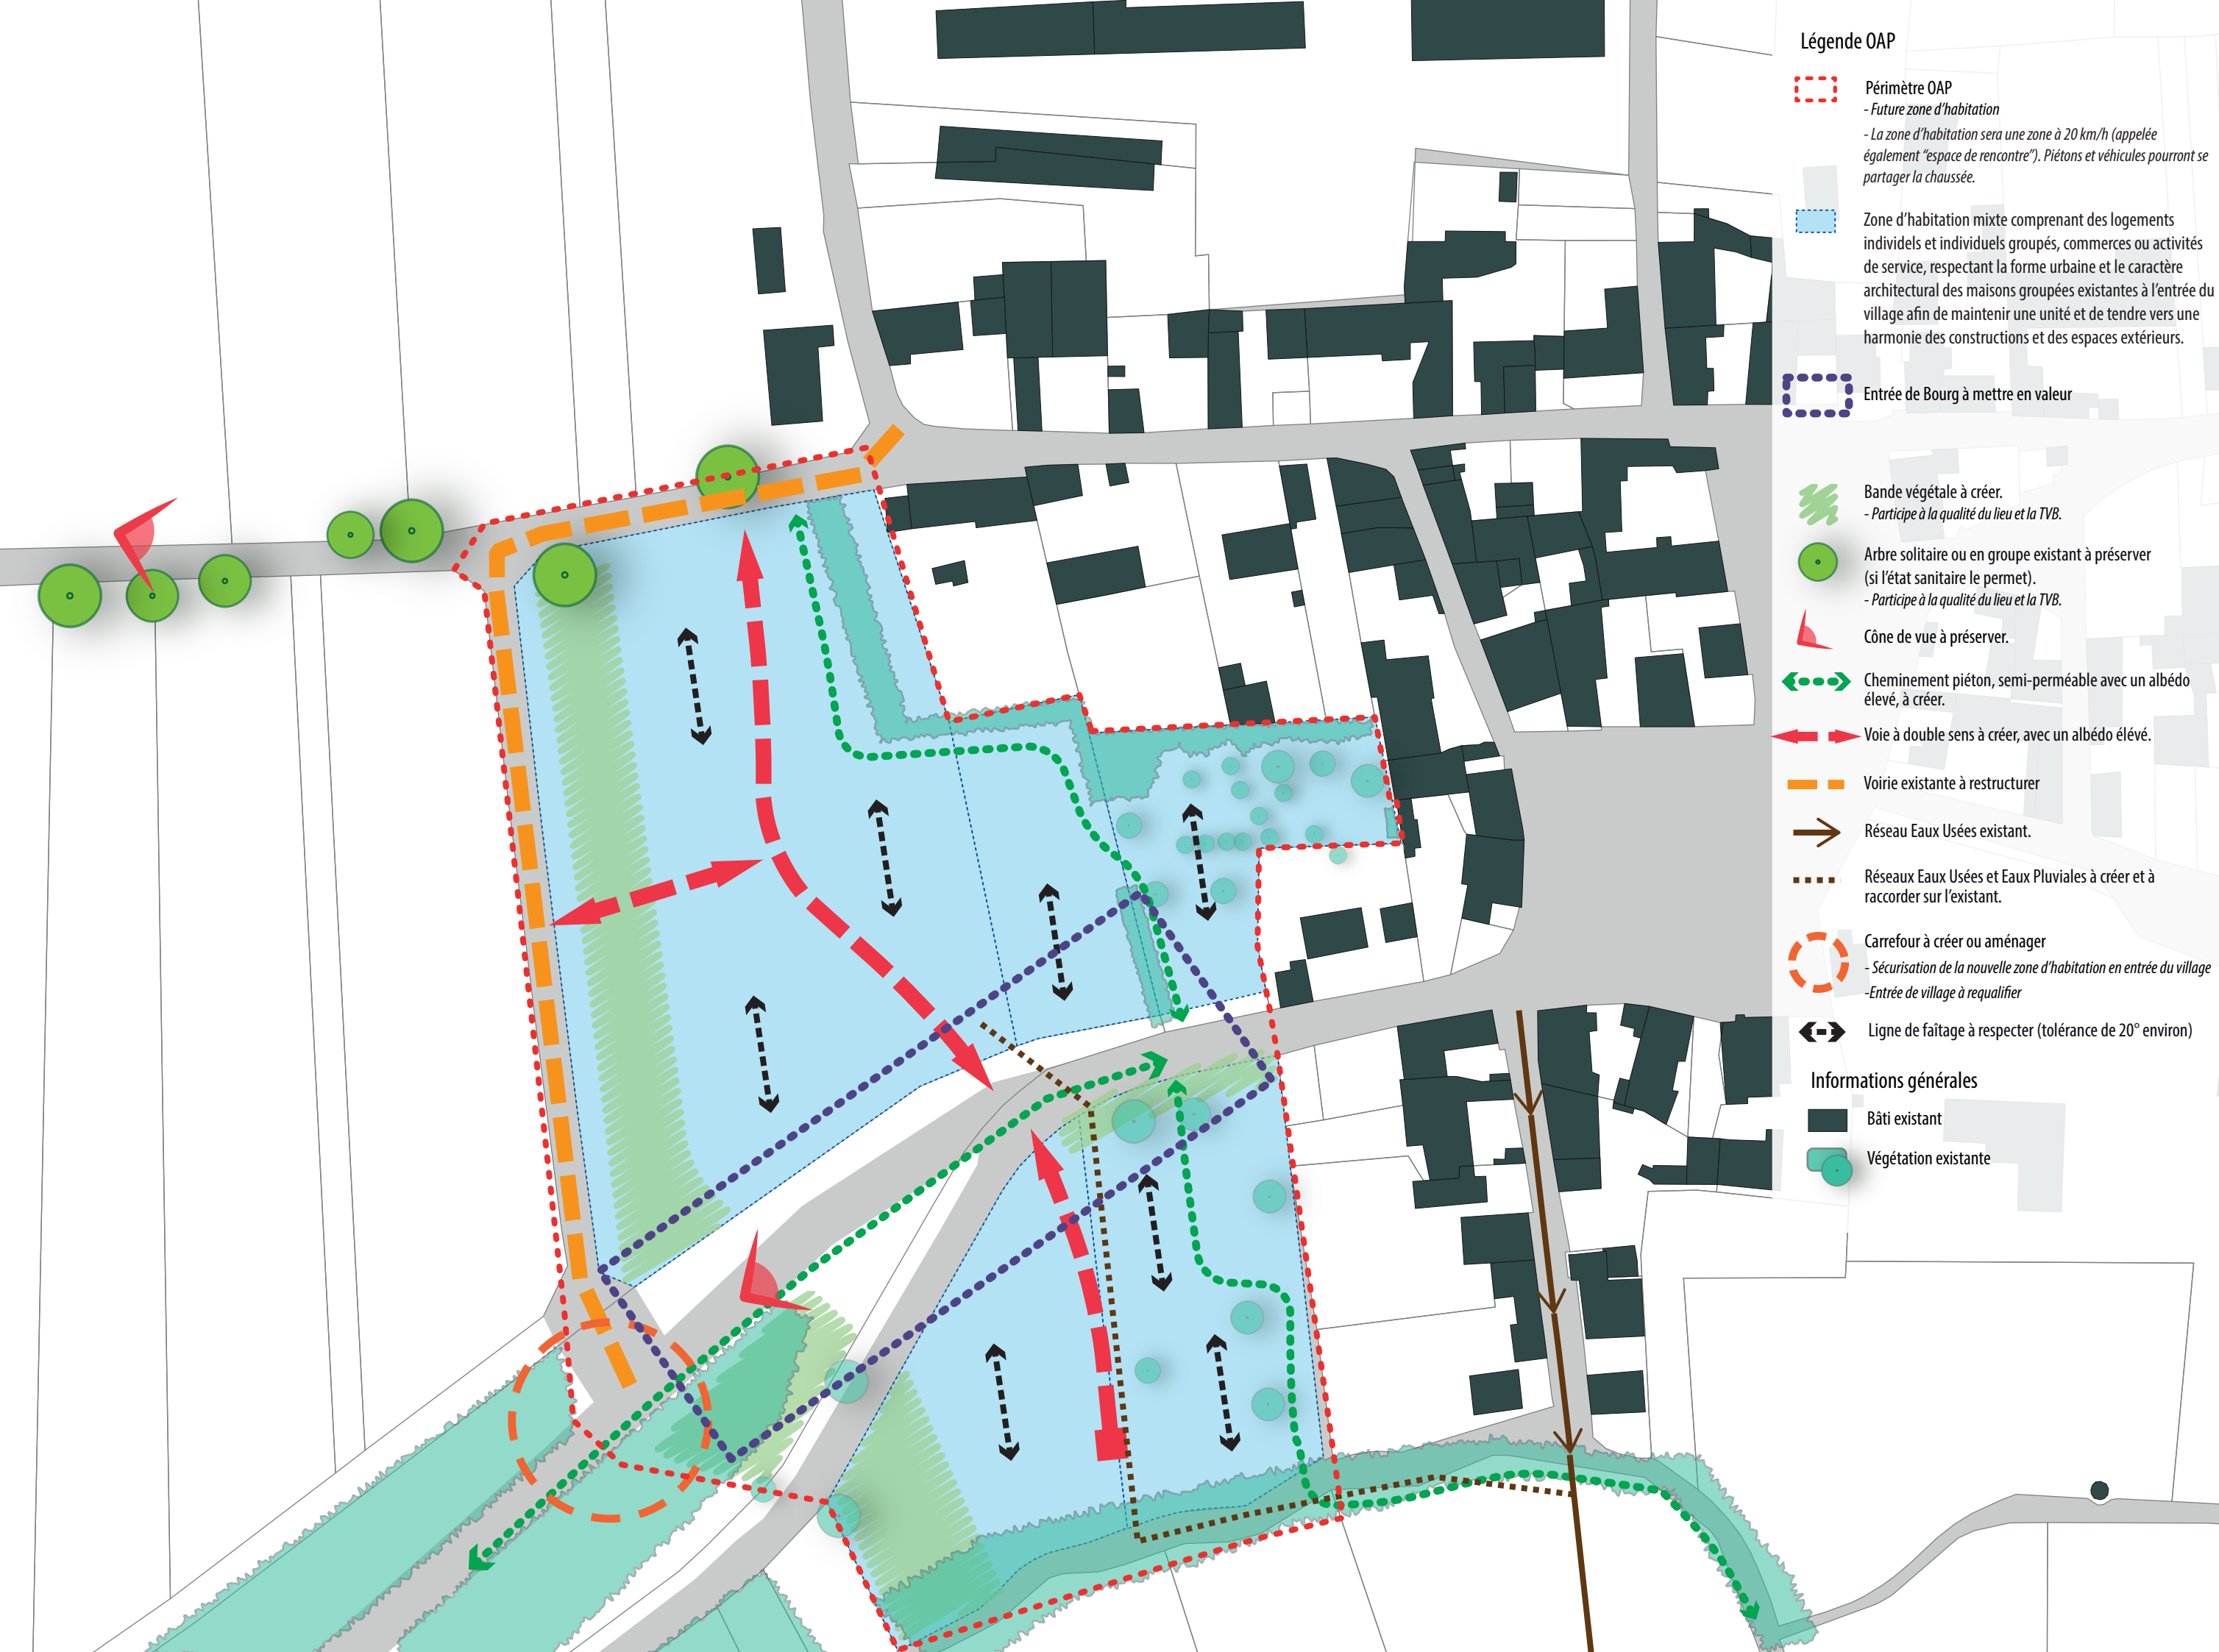 Légende OAP
Périmètre OAP
- Future zone d'habitation
- La zone d'habitation sera une zone à 20 km/h (appelée
également "espace de rencontre"). Piétons et véhicules pourront se
partager la chaussée.
Zone d'habitation mixte comprenant des logements
individels et individuels groupés, commerces ou activités
de service, respectant la forme urbaine et le caractère
architectural des maisons groupées existantes à l'entrée du
village afin de maintenir une unité et de tendre vers une
harmonie des constructions et des espaces extérieurs.
Entrée de Bourg à mettre en valeur
Bande végétale à créer.
- Participe à la qualité du lieu et la TVB.
Arbre solitaire ou en groupe existant à préserver
(si l'état sanitaire le permet).
- Participe à la qualité du lieu et la TVB.
Cône de vue à préserver.
Cheminement piéton, semi-perméable avec un albédo
élevé, à créer.
Voie à double sens à créer, avec un albédo élévé.
Voirie existante à restructurer
Réseau Eaux Usées existant.
Réseaux Eaux Usées et Eaux Pluviales à créer et à
raccorder sur l'existant.
Carrefour à créer ou aménager
- Sécurisation de la nouvelle zone d'habitation en entrée du village
-Entrée de village à requalifier
Ligne de faîtage à respecter (tolérance de 20° environ)
Informations générales
Bâti existant
Végétation existante